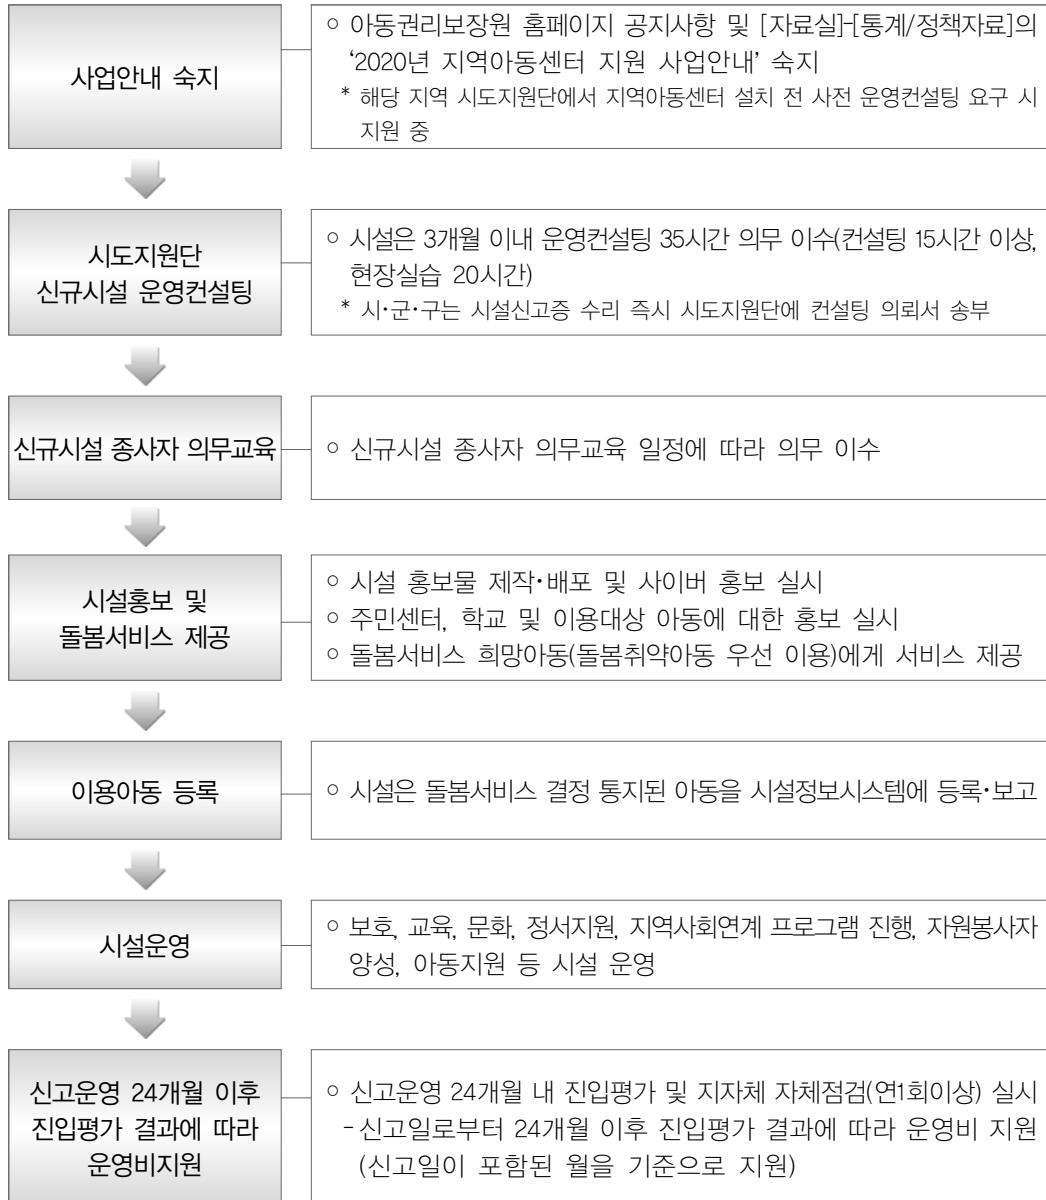 사업안내 숙지
○ 아동권리보장원 홈페이지 공지사항 및 [자료실]-[통계/정책자료]의
‘2020년 지역아동센터 지원 사업안내’ 숙지
* 해당 지역 시도지원단에서 지역아동센터 설치 전 사전 운영컨설팅 요구 시
지원 중
시도지원단
신규시설 운영컨설팅
○ 시설은 3개월 이내 운영컨설팅 35시간 의무 이수(컨설팅 15시간 이상,
현장실습 20시간)
* 시·군·구는 시설신고증 수리 즉시 시도지원단에 컨설팅 의뢰서 송부
신규시설 종사자 의무교육
○ 신규시설 종사자 의무교육 일정에 따라 의무 이수
시설홍보 및
돌봄서비스 제공
○ 시설 홍보물 제작·배포 및 사이버 홍보 실시
○ 주민센터, 학교 및 이용대상 아동에 대한 홍보 실시
○ 돌봄서비스 희망아동(돌봄취약아동 우선 이용)에게 서비스 제공
이용아동 등록
○ 시설은 돌봄서비스 결정 통지된 아동을 시설정보시스템에 등록·보고
시설운영
○ 보호, 교육, 문화, 정서지원, 지역사회연계 프로그램 진행, 자원봉사자
양성, 아동지원 등 시설 운영
신고운영 24개월 이후
진입평가 결과에 따라
운영비지원
○ 신고운영 24개월 내 진입평가 및 지자체 자체점검(연1회이상) 실시
- 신고일로부터 24개월 이후 진입평가 결과에 따라 운영비 지원
(신고일이 포함된 월을 기준으로 지원)